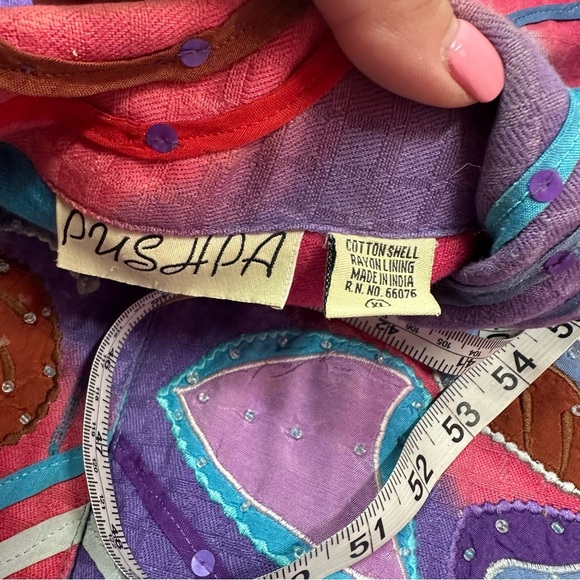 PUSHPA
COTTON SHELL
RAYON LINING
MADE IN INDIA
R.N. NO. 66076
XL
51
52
53
54